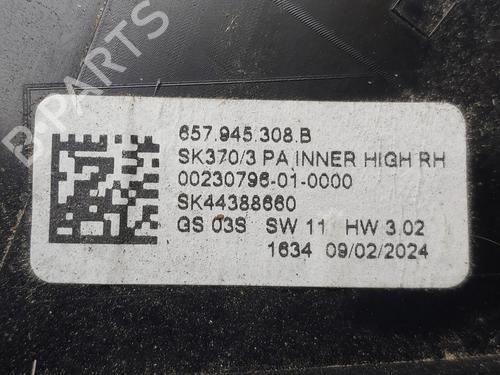 B-PARTS
657.945.308.B
SK370/3 PA INNER HIGH RH
00230796-01-0000
SK44388660
GS 03S SW 11 HW 3.02
1634 09/02/2024